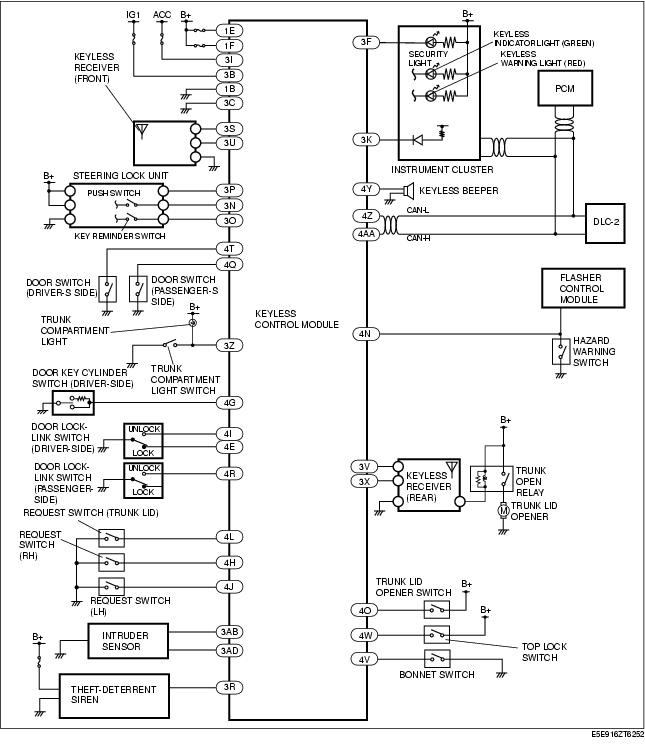 IG1
ACC
B+
1E
1F
3I
3B
1B
3C
KEYLESS
RECEIVER
(FRONT)
3S
3U
STEERING LOCK UNIT
B+
PUSH SWITCH
KEY REMINDER SWITCH
3P
3N
3O
4T
4Q
DOOR SWITCH
(DRIVER-S SIDE)
DOOR SWITCH
(PASSENGER-S
SIDE)
B+
TRUNK
COMPARTMENT
LIGHT
3Z
TRUNK
COMPARTMENT
LIGHT SWITCH
DOOR KEY CYLINDER
SWITCH (DRIVER-SIDE)
4G
DOOR LOCK-
LINK SWITCH
(DRIVER-SIDE)
UNLOCK
LOCK
4I
4E
DOOR LOCK-
LINK SWITCH
(PASSENGER-
SIDE)
UNLOCK
LOCK
4R
REQUEST SWITCH (TRUNK LID)
4L
REQUEST
SWITCH
(RH)
4H
4J
REQUEST SWITCH
(LH)
INTRUDER
SENSOR
3AB
3AD
B+
THEFT-DETERRENT
SIREN
3R
KEYLESS
CONTROL MODULE
3F
B+
SECURITY
LIGHT
KEYLESS
INDICATOR LIGHT (GREEN)
KEYLESS
WARNING LIGHT (RED)
PCM
3K
INSTRUMENT CLUSTER
4Y
KEYLESS BEEPER
4Z
CAN-L
4AA
CAN-H
DLC-2
FLASHER
CONTROL
MODULE
4N
HAZARD
WARNING
SWITCH
B+
3V
3X
KEYLESS
RECEIVER
(REAR)
TRUNK
OPEN
RELAY
M
TRUNK LID
OPENER
TRUNK LID
OPENER SWITCH
B+
4O
B+
4W
TOP LOCK
SWITCH
4V
BONNET SWITCH
E5E916ZT6252